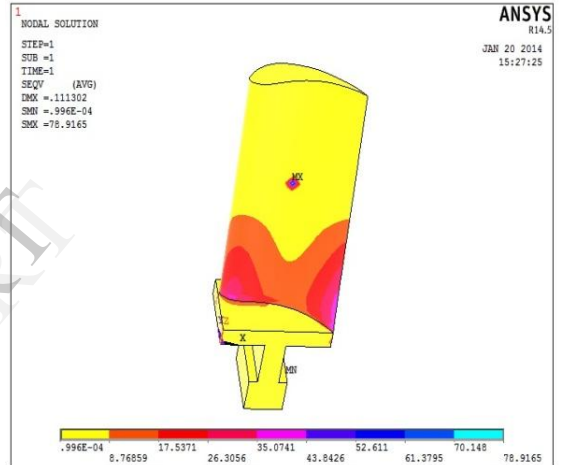 1
NODAL SOLUTION
STEP=1
SUB =1
TIME=1
SEQV (AVG)
DMX =.111302
SMN =.996E-04
SMX =78.9165
ANSYS
R14.5
JAN 20 2014
15:27:25
MX
X
MN
.996E-04 17.5371 35.0741 52.611 70.148
8.76859 26.3056 43.8426 61.3795 78.9165